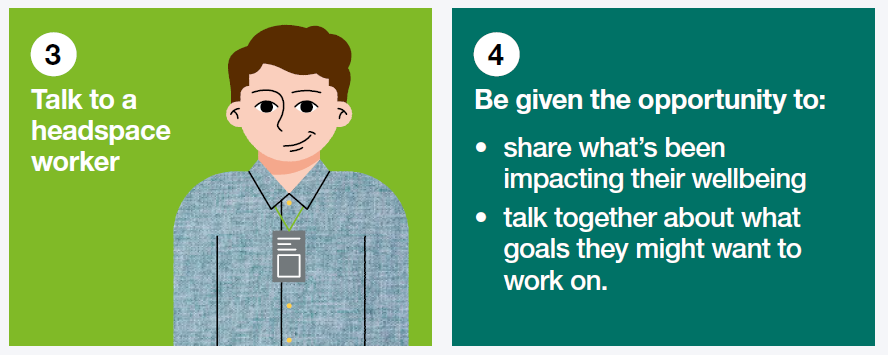 3
Talk to a
headspace
worker
4
Be given the opportunity to:
• share what's been
impacting their wellbeing
• talk together about what
goals they might want to
work on.